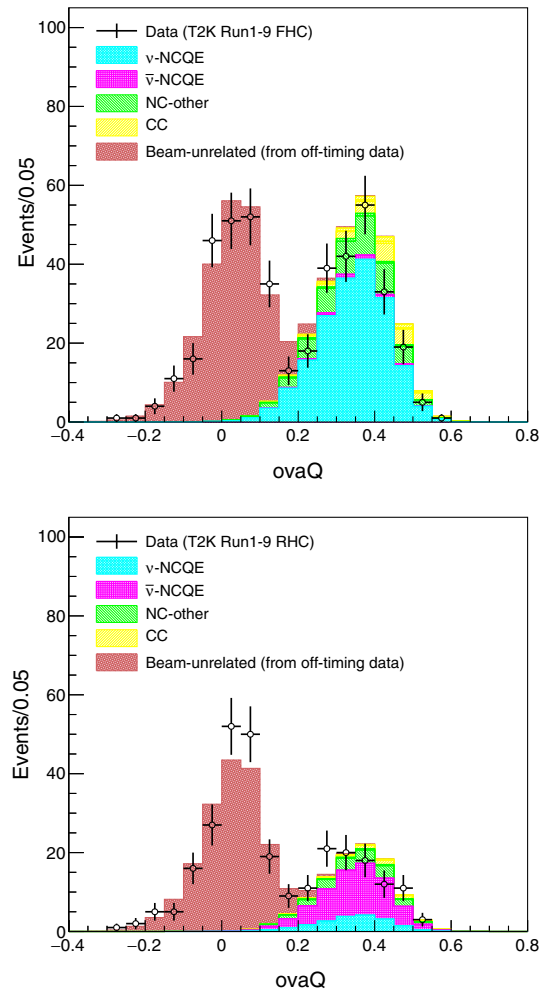 Data (T2K Run1-9 FHC)
ν-NCQE
ν̅-NCQE
NC-other
CC
Beam-unrelated (from off-timing data)
Events/0.05
100
80
60
40
20
0
−0.4 −0.2 0 0.2 0.4 0.6 0.8
ovaQ
Data (T2K Run1-9 RHC)
ν-NCQE
ν̅-NCQE
NC-other
CC
Beam-unrelated (from off-timing data)
Events/0.05
100
80
60
40
20
0
−0.4 −0.2 0 0.2 0.4 0.6 0.8
ovaQ